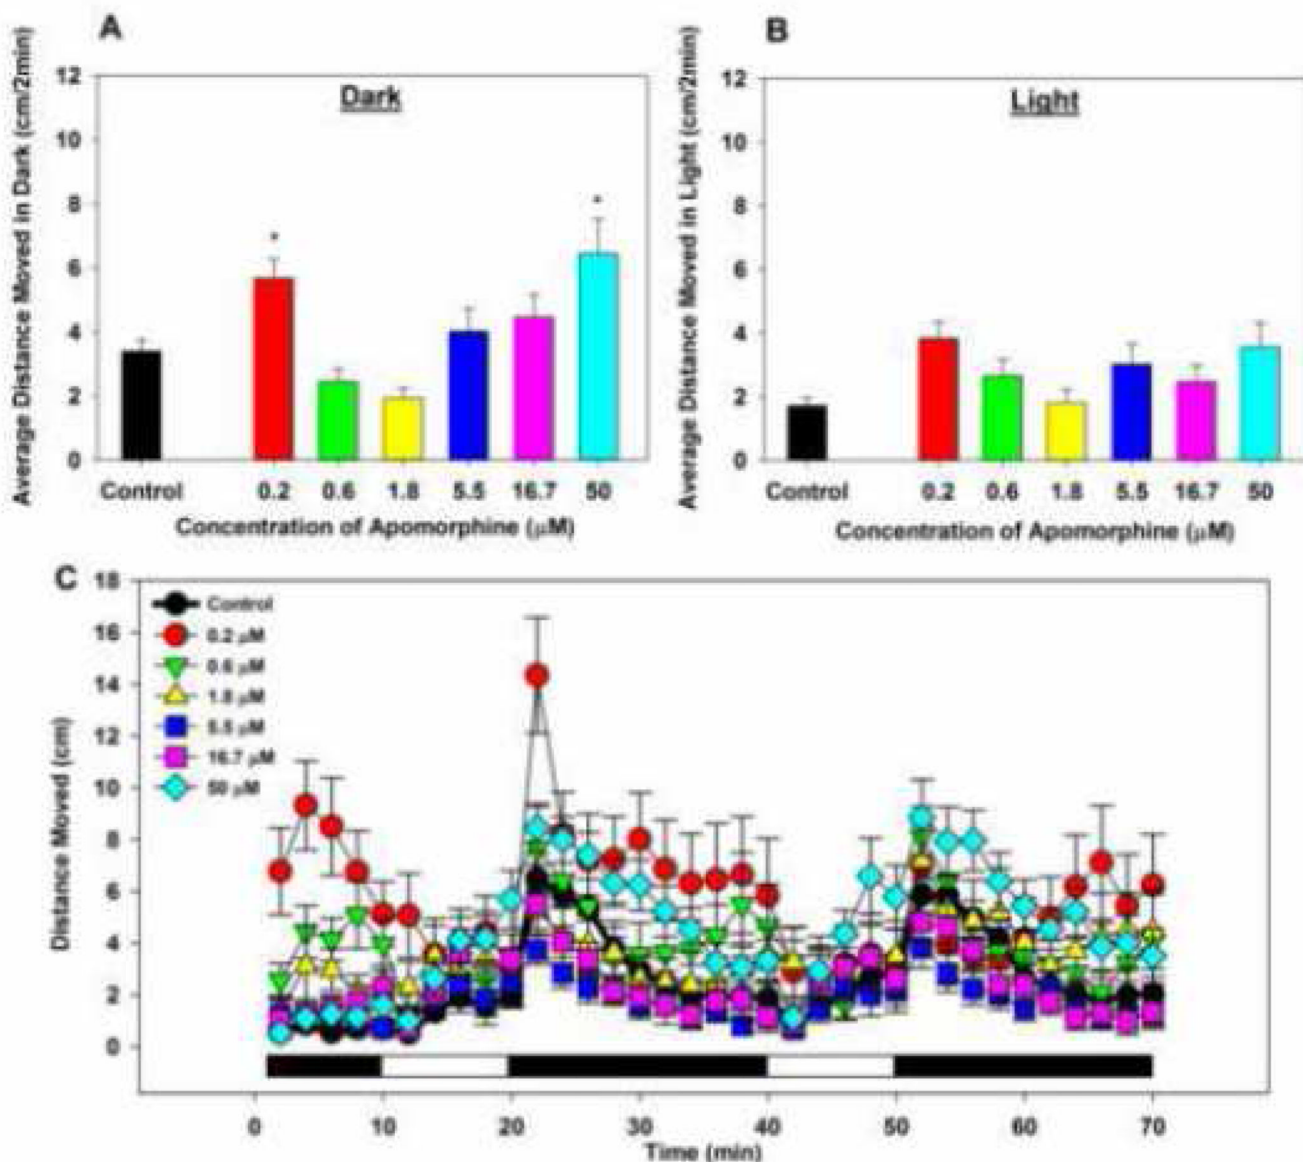 A
Average Distance Moved in Dark (cm/2min)
Dark
12
10
8
6
4
2
0
*
*
Control 0.2 0.6 1.8 5.5 16.7 50
Concentration of Apomorphine (μM)
B
Average Distance Moved in Light (cm/2min)
Light
12
10
8
6
4
2
0
Control 0.2 0.6 1.8 5.5 16.7 50
Concentration of Apomorphine (μM)
C
Distance Moved (cm)
18
16
14
12
10
8
6
4
2
0
Control
0.2 μM
0.6 μM
1.8 μM
5.5 μM
16.7 μM
50 μM
0 10 20 30 40 50 60 70
Time (min)